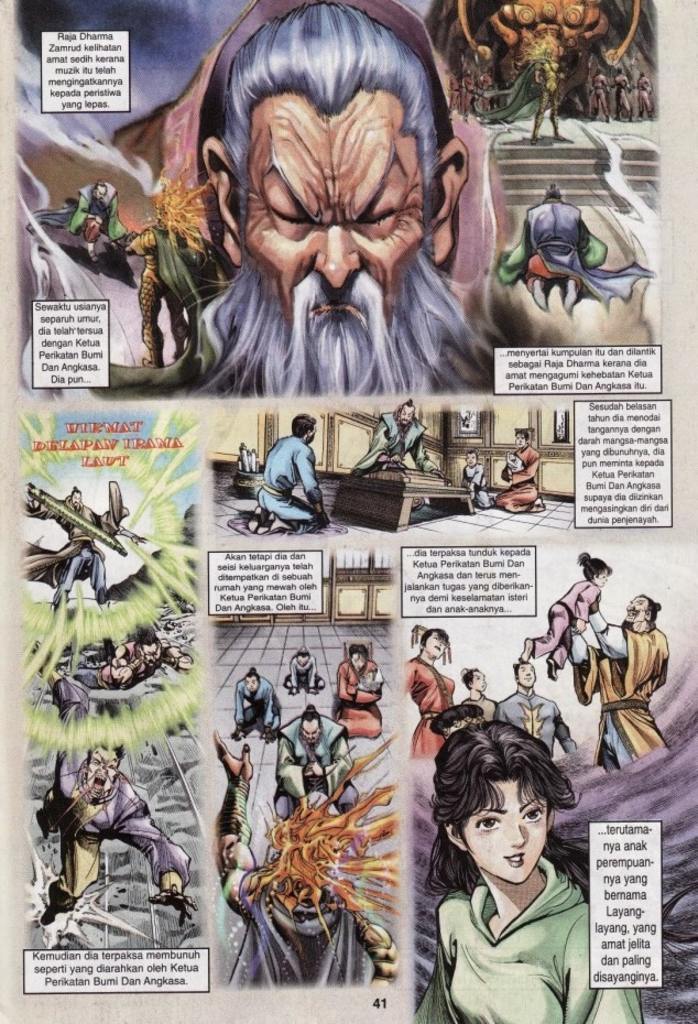 Raja Dharma
Zamrud kelihatan
amat sedih kerana
muzik itu telah
mengingatkannya
kepada peristiwa
yang lepas.
Sewaktu usianya
separuh umur,
dia telah tersua
dengan Ketua
Perikatan Bumi
Dan Angkasa.
Dia pun...
...menyertai kumpulan itu dan dilantik
sebagai Raja Dharma kerana dia
amat mengagumi kehebatan Ketua
Perikatan Bumi Dan Angkasa itu.
Sesudah belasan
tahun dia menodai
tangannya dengan
darah mangsa-mangsa
yang dibunuhnya, dia
pun meminta kepada
Ketua Perikatan
Bumi Dan Angkasa
supaya dia diizinkan
mengasingkan diri dari
dunia penjenayah.
HIKMAT
DELAPAN IRAMA
LAUT
Akan tetapi dia dan
seisi keluarganya telah
ditempatkan di sebuah
rumah yang mewah oleh
Ketua Perikatan Bumi
Dan Angkasa. Oleh itu...
...dia terpaksa tunduk kepada
Ketua Perikatan Bumi Dan
Angkasa dan terus men-
jalankan tugas yang diberikan-
nya demi keselamatan isteri
dan anak-anaknya...
...terutama-
nya anak
perempuan-
nya yang
bernama
Layang-
layang, yang
amat jelita
dan paling
disayanginya.
Kemudian dia terpaksa membunuh
seperti yang diarahkan oleh Ketua
Perikatan Bumi Dan Angkasa.
41